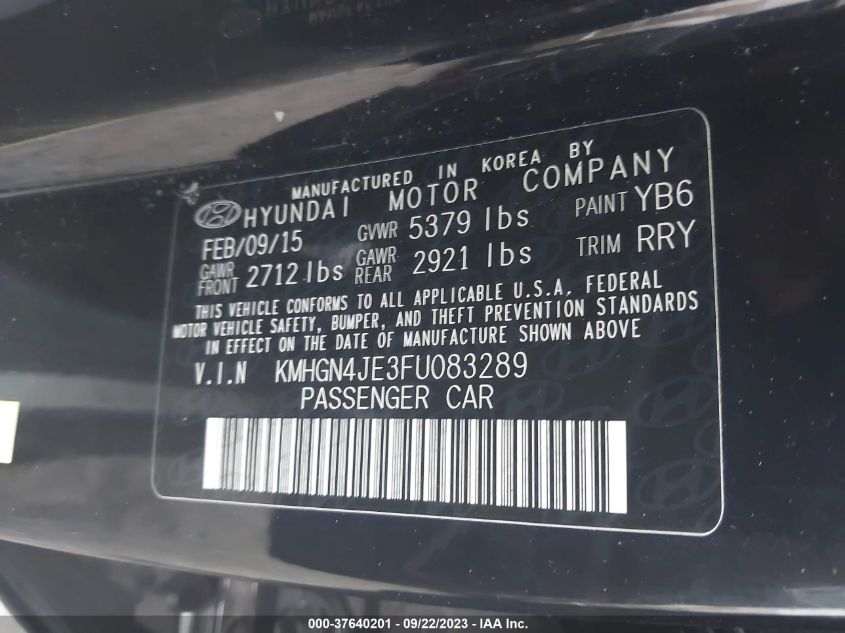 MANUFACTURED IN KOREA BY
HYUNDAI MOTOR COMPANY
FEB/09/15 GVWR 5379 lbs PAINT YB6
GAWR FRONT 2712 lbs GAWR REAR 2921 lbs TRIM RRY
THIS VEHICLE CONFORMS TO ALL APPLICABLE U.S.A. FEDERAL
MOTOR VEHICLE SAFETY, BUMPER, AND THEFT PREVENTION STANDARDS
IN EFFECT ON THE DATE OF MANUFACTURE SHOWN ABOVE
V.I.N KMHGN4JE3FU083289
PASSENGER CAR
000-37640201 - 09/22/2023 - IAA Inc.